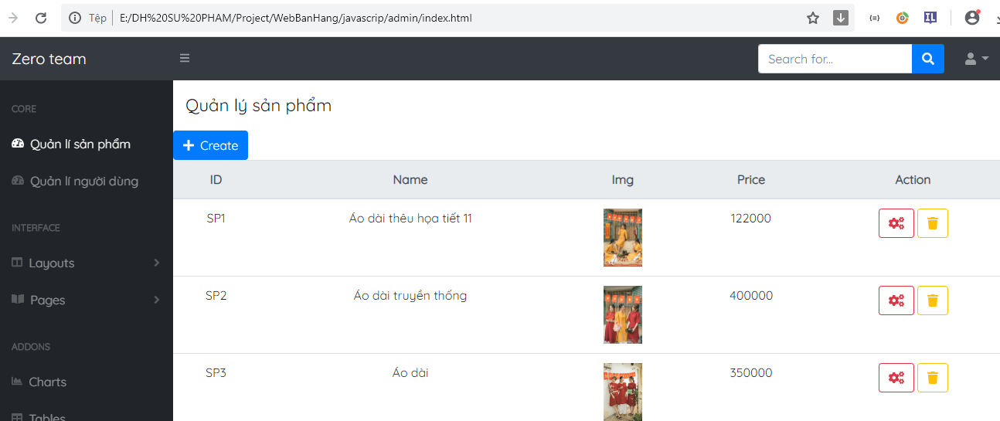 Tệp E:/DH%20SU%20PHAM/Project/WebBanHang/javascrip/admin/index.html
IL
Zero team
Search for...
CORE
Quản lí sản phẩm
Quản lí người dùng
INTERFACE
Layouts
Pages
ADDONS
Charts
Tables
Quản lý sản phẩm
Create
ID Name Img Price Action
SP1 Áo dài thêu họa tiết 11 122000
SP2 Áo dài truyền thống 400000
SP3 Áo dài 350000